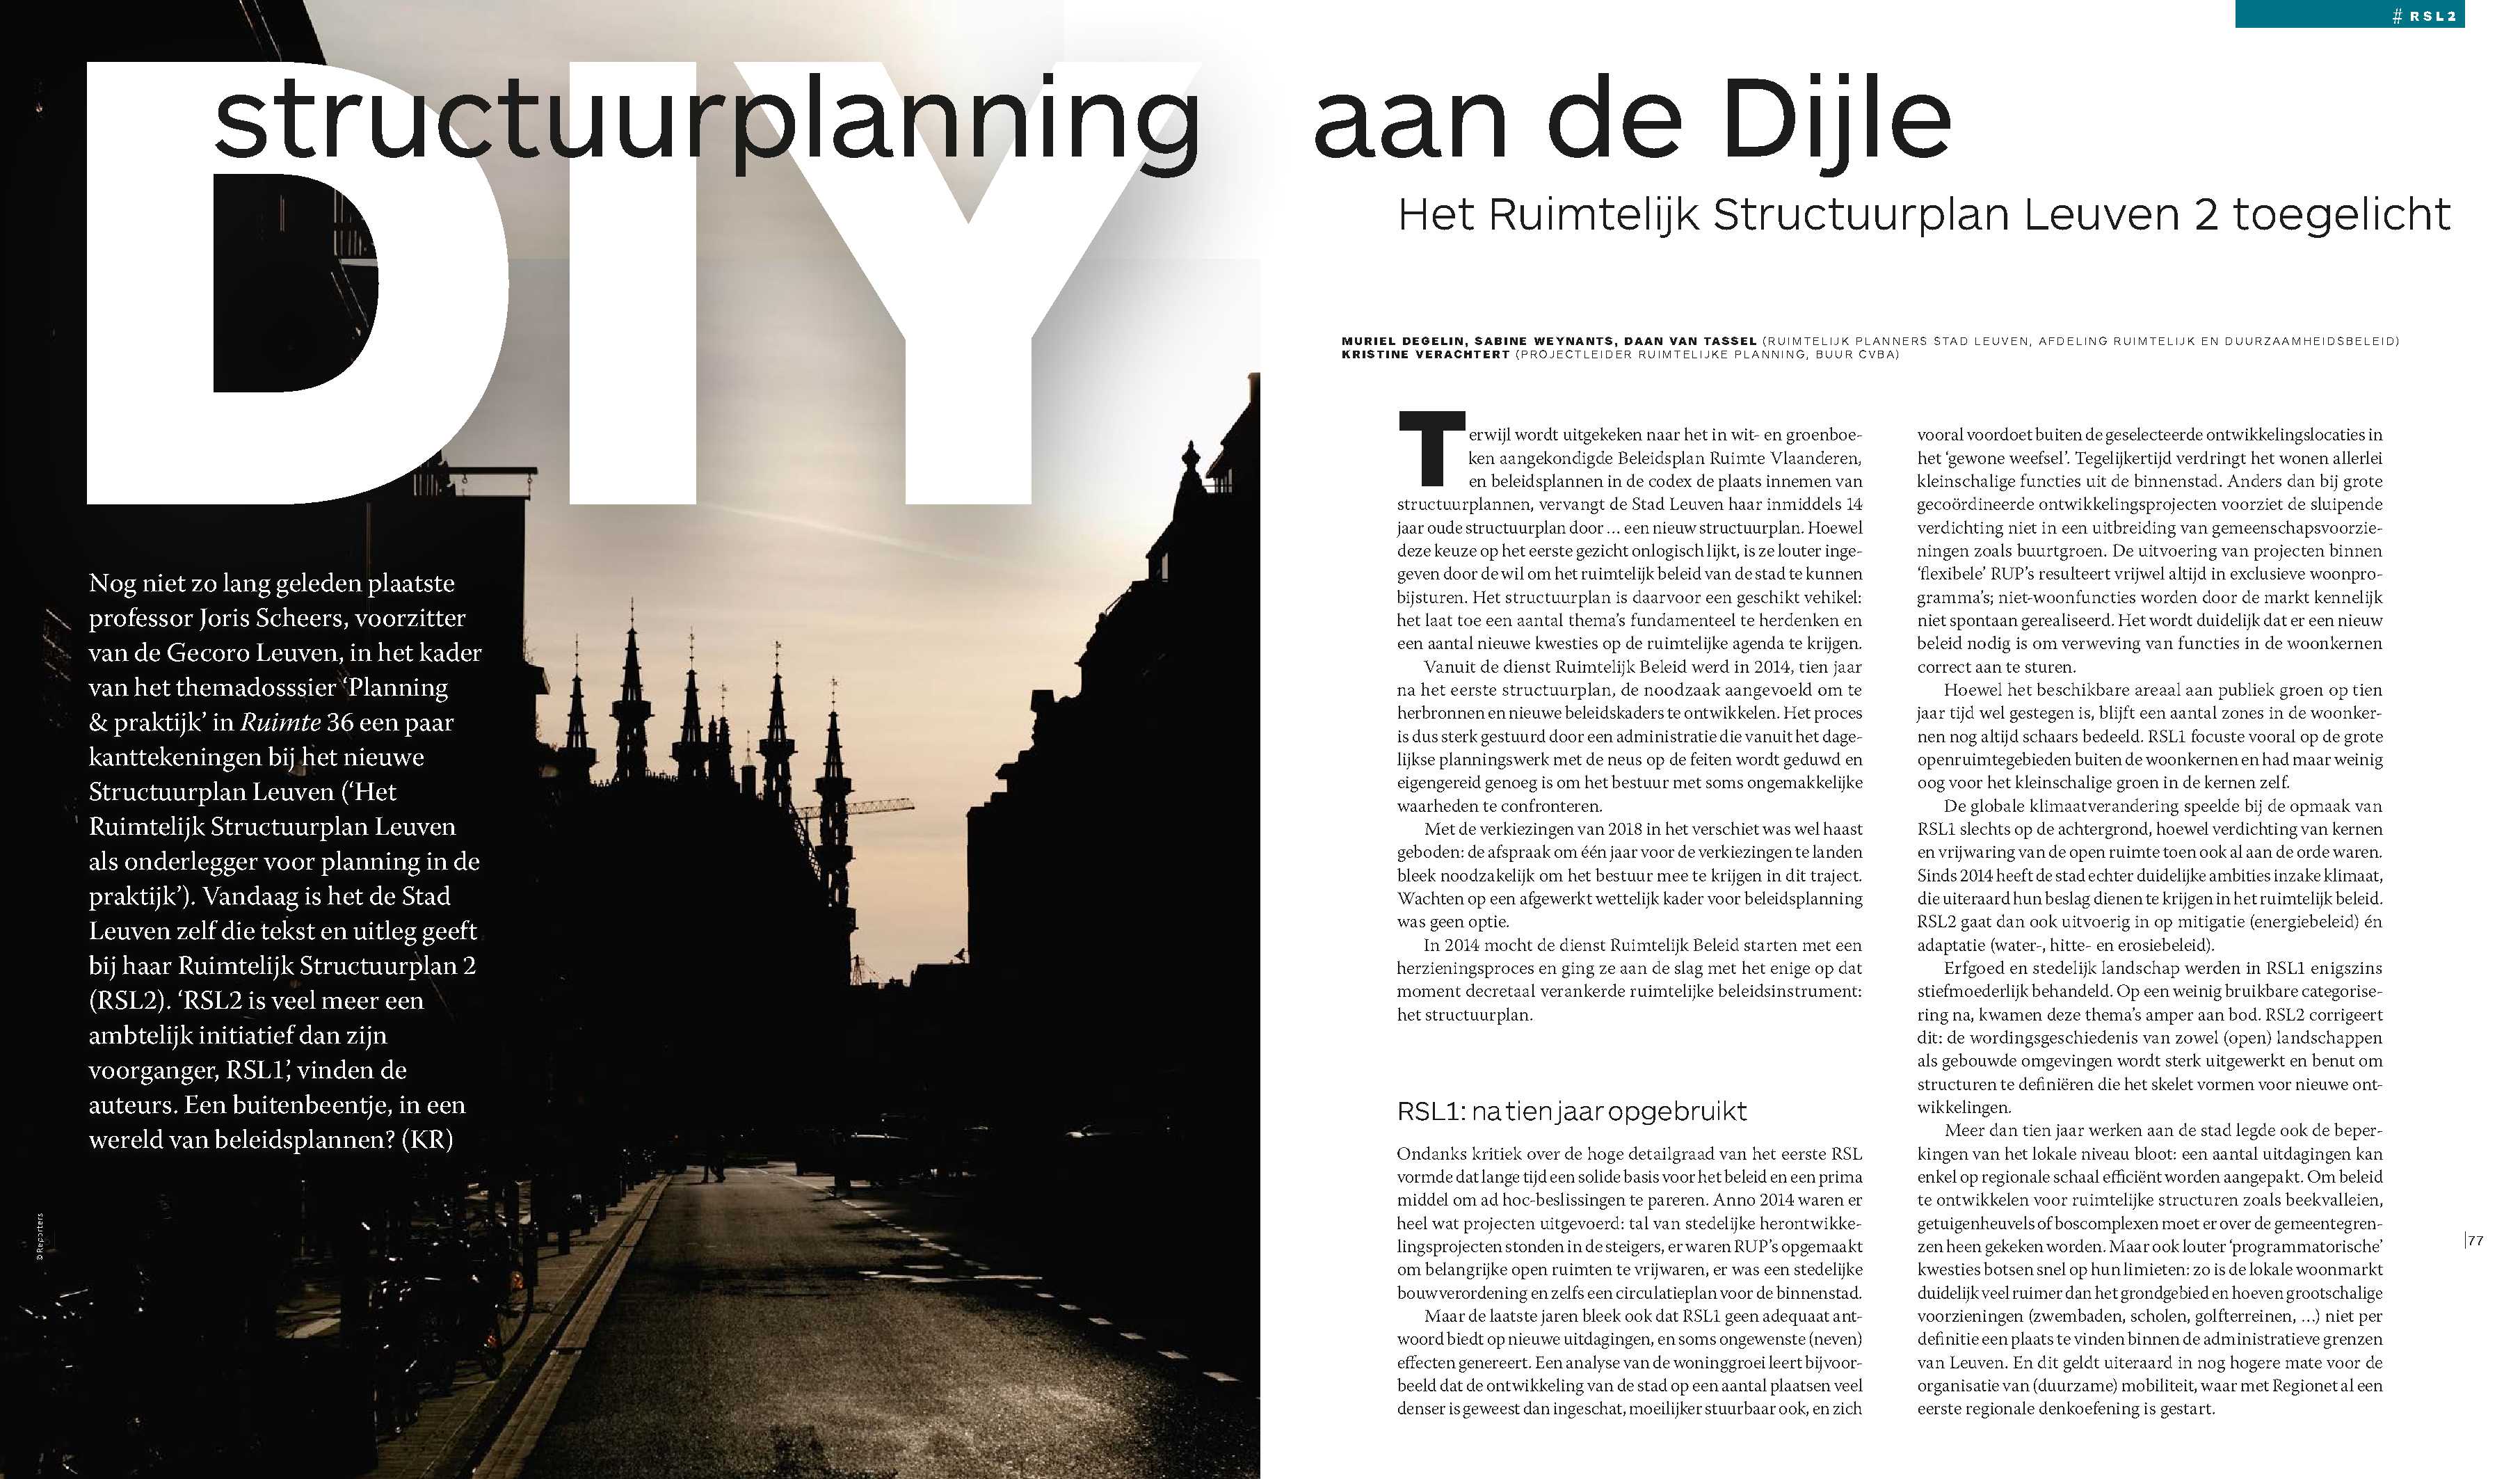 # RSL2
DIY
structuurplanning aan de Dijle
Het Ruimtelijk Structuurplan Leuven 2 toegelicht
MURIEL DEGELIN, SABINE WEYNANTS, DAAN VAN TASSEL (RUIMTELIJK PLANNERS STAD LEUVEN, AFDELING RUIMTELIJK EN DUURZAAMHEIDSBELEID)
KRISTINE VERACHTERT (PROJECTLEIDER RUIMTELIJKE PLANNING, BUUR CVBA)
Nog niet zo lang geleden plaatste
professor Joris Scheers, voorzitter
van de Gecoro Leuven, in het kader
van het themadosssier ‘Planning
& praktijk’ in Ruimte 36 een paar
kanttekeningen bij het nieuwe
Structuurplan Leuven (‘Het
Ruimtelijk Structuurplan Leuven
als onderlegger voor planning in de
praktijk’). Vandaag is het de Stad
Leuven zelf die tekst en uitleg geeft
bij haar Ruimtelijk Structuurplan 2
(RSL2). ‘RSL2 is veel meer een
ambtelijk initiatief dan zijn
voorganger, RSL1’, vinden de
auteurs. Een buitenbeentje, in een
wereld van beleidsplannen? (KR)
© Reporters
Terwijl wordt uitgekeken naar het in wit- en groenboe-
ken aangekondigde Beleidsplan Ruimte Vlaanderen,
en beleidsplannen in de codex de plaats innemen van
structuurplannen, vervangt de Stad Leuven haar inmiddels 14
jaar oude structuurplan door … een nieuw structuurplan. Hoewel
deze keuze op het eerste gezicht onlogisch lijkt, is ze louter inge-
geven door de wil om het ruimtelijk beleid van de stad te kunnen
bijsturen. Het structuurplan is daarvoor een geschikt vehikel:
het laat toe een aantal thema’s fundamenteel te herdenken en
een aantal nieuwe kwesties op de ruimtelijke agenda te krijgen.
Vanuit de dienst Ruimtelijk Beleid werd in 2014, tien jaar
na het eerste structuurplan, de noodzaak aangevoeld om te
herbronnen en nieuwe beleidskaders te ontwikkelen. Het proces
is dus sterk gestuurd door een administratie die vanuit het dage-
lijkse planningswerk met de neus op de feiten wordt geduwd en
eigengereid genoeg is om het bestuur met soms ongemakkelijke
waarheden te confronteren.
Met de verkiezingen van 2018 in het verschiet was wel haast
geboden: de afspraak om één jaar voor de verkiezingen te landen
bleek noodzakelijk om het bestuur mee te krijgen in dit traject.
Wachten op een afgewerkt wettelijk kader voor beleidsplanning
was geen optie.
In 2014 mocht de dienst Ruimtelijk Beleid starten met een
herzieningsproces en ging ze aan de slag met het enige op dat
moment decretaal verankerde ruimtelijke beleidsinstrument:
het structuurplan.
RSL1: na tien jaar opgebruikt
Ondanks kritiek over de hoge detailgraad van het eerste RSL
vormde dat lange tijd een solide basis voor het beleid en een prima
middel om ad hoc-beslissingen te pareren. Anno 2014 waren er
heel wat projecten uitgevoerd: tal van stedelijke herontwikke-
lingsprojecten stonden in de steigers, er waren RUP’s opgemaakt
om belangrijke open ruimten te vrijwaren, er was een stedelijke
bouwverordening en zelfs een circulatieplan voor de binnenstad.
Maar de laatste jaren bleek ook dat RSL1 geen adequaat ant-
woord biedt op nieuwe uitdagingen, en soms ongewenste (neven)
effecten genereert. Een analyse van de woninggroei leert bijvoor-
beeld dat de ontwikkeling van de stad op een aantal plaatsen veel
denser is geweest dan ingeschat, moeilijker stuurbaar ook, en zich
vooral voordoet buiten de geselecteerde ontwikkelingslocaties in
het ‘gewone weefsel’. Tegelijkertijd verdringt het wonen allerlei
kleinschalige functies uit de binnenstad. Anders dan bij grote
gecoördineerde ontwikkelingsprojecten voorziet de sluipende
verdichting niet in een uitbreiding van gemeenschapsvoorzie-
ningen zoals buurtgroen. De uitvoering van projecten binnen
‘flexibele’ RUP’s resulteert vrijwel altijd in exclusieve woonpro-
gramma’s; niet-woonfuncties worden door de markt kennelijk
niet spontaan gerealiseerd. Het wordt duidelijk dat er een nieuw
beleid nodig is om verweving van functies in de woonkernen
correct aan te sturen.
Hoewel het beschikbare areaal aan publiek groen op tien
jaar tijd wel gestegen is, blijft een aantal zones in de woonker-
nen nog altijd schaars bedeeld. RSL1 focuste vooral op de grote
openruimtegebieden buiten de woonkernen en had maar weinig
oog voor het kleinschalige groen in de kernen zelf.
De globale klimaatverandering speelde bij de opmaak van
RSL1 slechts op de achtergrond, hoewel verdichting van kernen
en vrijwaring van de open ruimte toen ook al aan de orde waren.
Sinds 2014 heeft de stad echter duidelijke ambities inzake klimaat,
die uiteraard hun beslag dienen te krijgen in het ruimtelijk beleid.
RSL2 gaat dan ook uitvoerig in op mitigatie (energiebeleid) én
adaptatie (water-, hitte- en erosiebeleid).
Erfgoed en stedelijk landschap werden in RSL1 enigszins
stiefmoederlijk behandeld. Op een weinig bruikbare categorise-
ring na, kwamen deze thema’s amper aan bod. RSL2 corrigeert
dit: de wordingsgeschiedenis van zowel (open) landschappen
als gebouwde omgevingen wordt sterk uitgewerkt en benut om
structuren te definiëren die het skelet vormen voor nieuwe ont-
wikkelingen.
Meer dan tien jaar werken aan de stad legde ook de beper-
kingen van het lokale niveau bloot: een aantal uitdagingen kan
enkel op regionale schaal efficiënt worden aangepakt. Om beleid
te ontwikkelen voor ruimtelijke structuren zoals beekvalleien,
getuigenheuvels of boscomplexen moet er over de gemeentegren-
zen heen gekeken worden. Maar ook louter ‘programmatorische’
kwesties botsen snel op hun limieten: zo is de lokale woonmarkt
duidelijk veel ruimer dan het grondgebied en hoeven grootschalige
voorzieningen (zwembaden, scholen, golfterreinen, …) niet per
definitie een plaats te vinden binnen de administratieve grenzen
van Leuven. En dit geldt uiteraard in nog hogere mate voor de
organisatie van (duurzame) mobiliteit, waar met Regionet al een
eerste regionale denkoefening is gestart.
|77